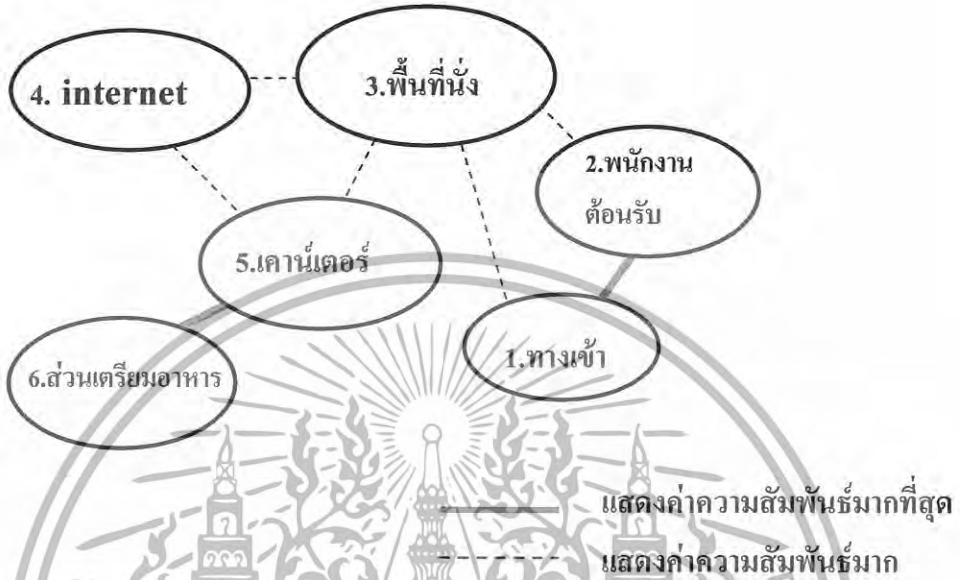 4. internet
3.พื้นที่นั่ง
2.พนักงาน
ต้อนรับ
5.เคาน์เตอร์
1.ทางเข้า
6.ส่วนเตรียมอาหาร
แสดงค่าความสัมพันธ์มากที่สุด
แสดงค่าความสัมพันธ์มาก